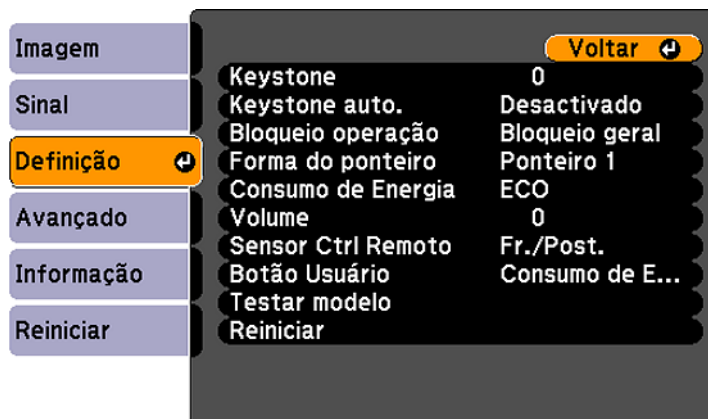 Imagem
Sinal
Definição
Avançado
Informação
Reiniciar
Voltar
Keystone 0
Keystone auto. Desactivado
Bloqueio operação Bloqueio geral
Forma do ponteiro Ponteiro 1
Consumo de Energia ECO
Volume 0
Sensor Ctrl Remoto Fr./Post.
Botão Usuário Consumo de E...
Testar modelo
Reiniciar